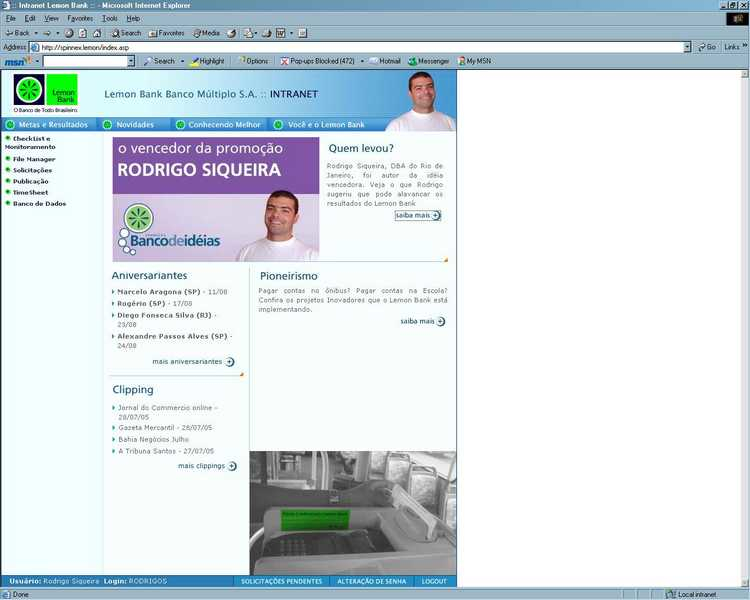 :: Intranet Lemon Bank :: - Microsoft Internet Explorer
File Edit View Favorites Tools Help
Back Search Favorites Media
Address http://spinnex.lemon/index.asp Go Links »
msn Search Highlight Options Pop-ups Blocked (472) Hotmail Messenger My MSN
Lemon Bank
O Banco de Todo Brasileiro
Lemon Bank Banco Múltiplo S.A. :: INTRANET
Metas e Resultados Novidades Conhecendo Melhor Você e o Lemon Bank
CheckList e Monitoramento
File Manager
Solicitações
Publicação
TimeSheet
Banco de Dados
o vencedor da promoção
RODRIGO SIQUEIRA
Bancodeidéias
Quem levou?
Rodrigo Siqueira, DBA do Rio de
Janeiro, foi autor da idéia
vencedora. Veja o que Rodrigo
sugeriu que pode alavancar os
resultados do Lemon Bank
saiba mais
Aniversariantes
Marcelo Aragona (SP) - 11/08
Rogério (SP) - 17/08
Diego Fonseca Silva (RJ) -
23/08
Alexandre Passos Alves (SP) -
24/08
mais aniversariantes
Pioneirismo
Pagar contas no ônibus? Pagar contas na Escola?
Confira os projetos Inovadores que o Lemon Bank está
implementando.
saiba mais
Clipping
Jornal do Commercio online -
28/07/05
Gazeta Mercantil - 28/07/05
Bahia Negócios Julho
A Tribuna Santos - 27/07/05
mais clippings
Usuário: Rodrigo Siqueira Login: RODRIGOS
SOLICITAÇÕES PENDENTES ALTERAÇÃO DE SENHA LOGOUT
Done Local intranet